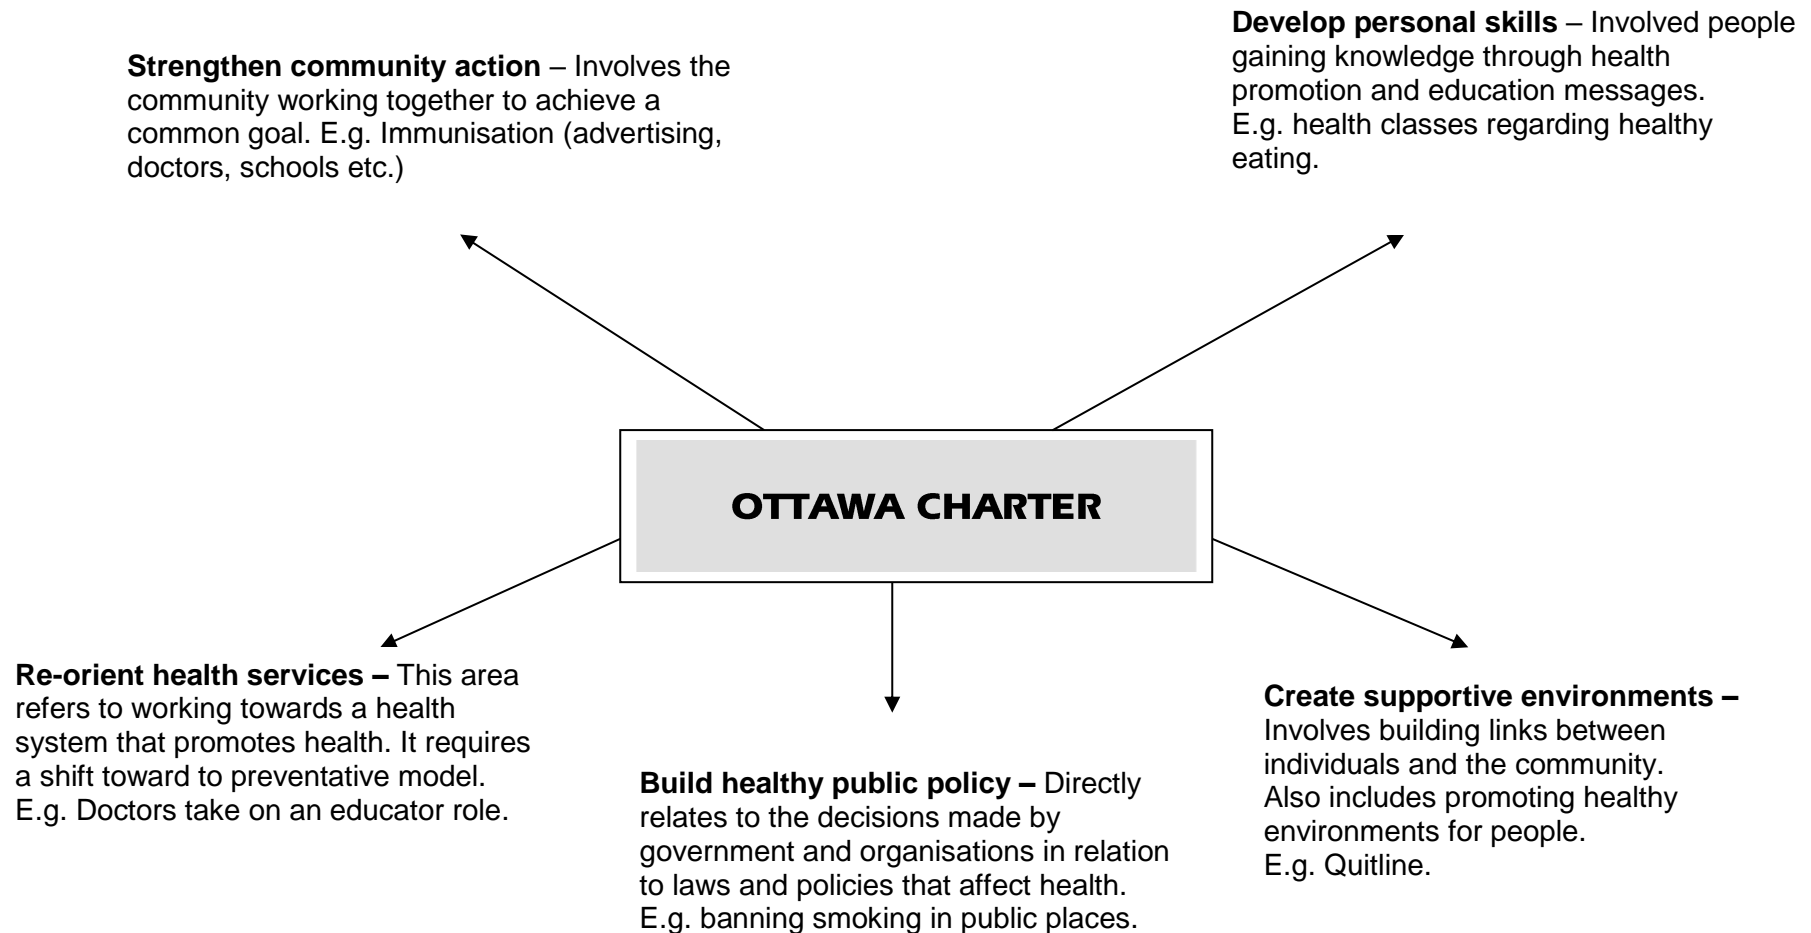 Strengthen community action – Involves the
community working together to achieve a
common goal. E.g. Immunisation (advertising,
doctors, schools etc.)
Develop personal skills – Involved people
gaining knowledge through health
promotion and education messages.
E.g. health classes regarding healthy
eating.
OTTAWA CHARTER
Re-orient health services – This area
refers to working towards a health
system that promotes health. It requires
a shift toward to preventative model.
E.g. Doctors take on an educator role.
Build healthy public policy – Directly
relates to the decisions made by
government and organisations in relation
to laws and policies that affect health.
E.g. banning smoking in public places.
Create supportive environments –
Involves building links between
individuals and the community.
Also includes promoting healthy
environments for people.
E.g. Quitline.